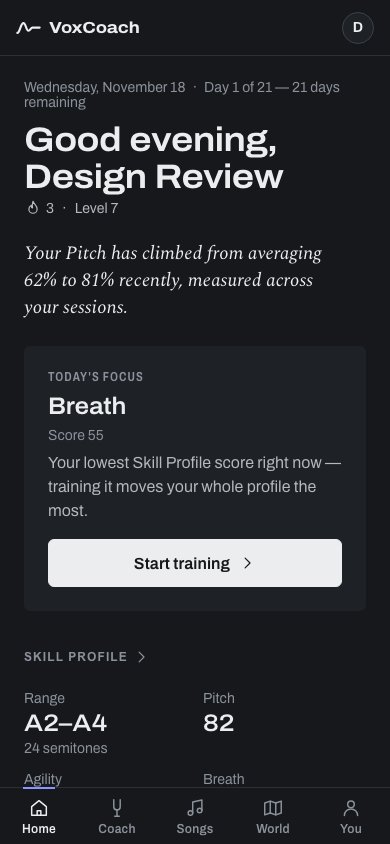 VoxCoach
D
Wednesday, November 18 · Day 1 of 21 — 21 days
remaining
Good evening,
Design Review
3 · Level 7
Your Pitch has climbed from averaging
62% to 81% recently, measured across
your sessions.
TODAY'S FOCUS
Breath
Score 55
Your lowest Skill Profile score right now —
training it moves your whole profile the
most.
Start training
SKILL PROFILE
Range Pitch
A2–A4 82
24 semitones
Agility Breath
Home Coach Songs World You